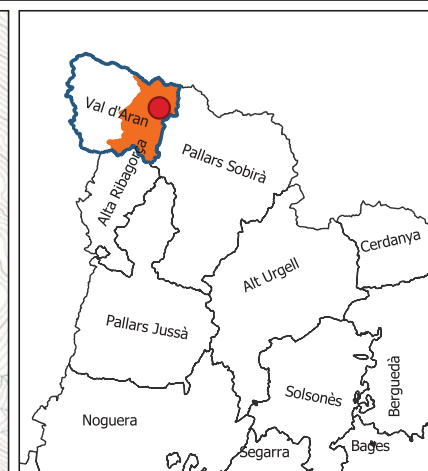 Val d'Aran
Pallars Sobirà
Alta Ribagorça
Cerdanya
Alt Urgell
Pallars Jussà
Berguedà
Solsonès
Noguera
Segarra
Bages